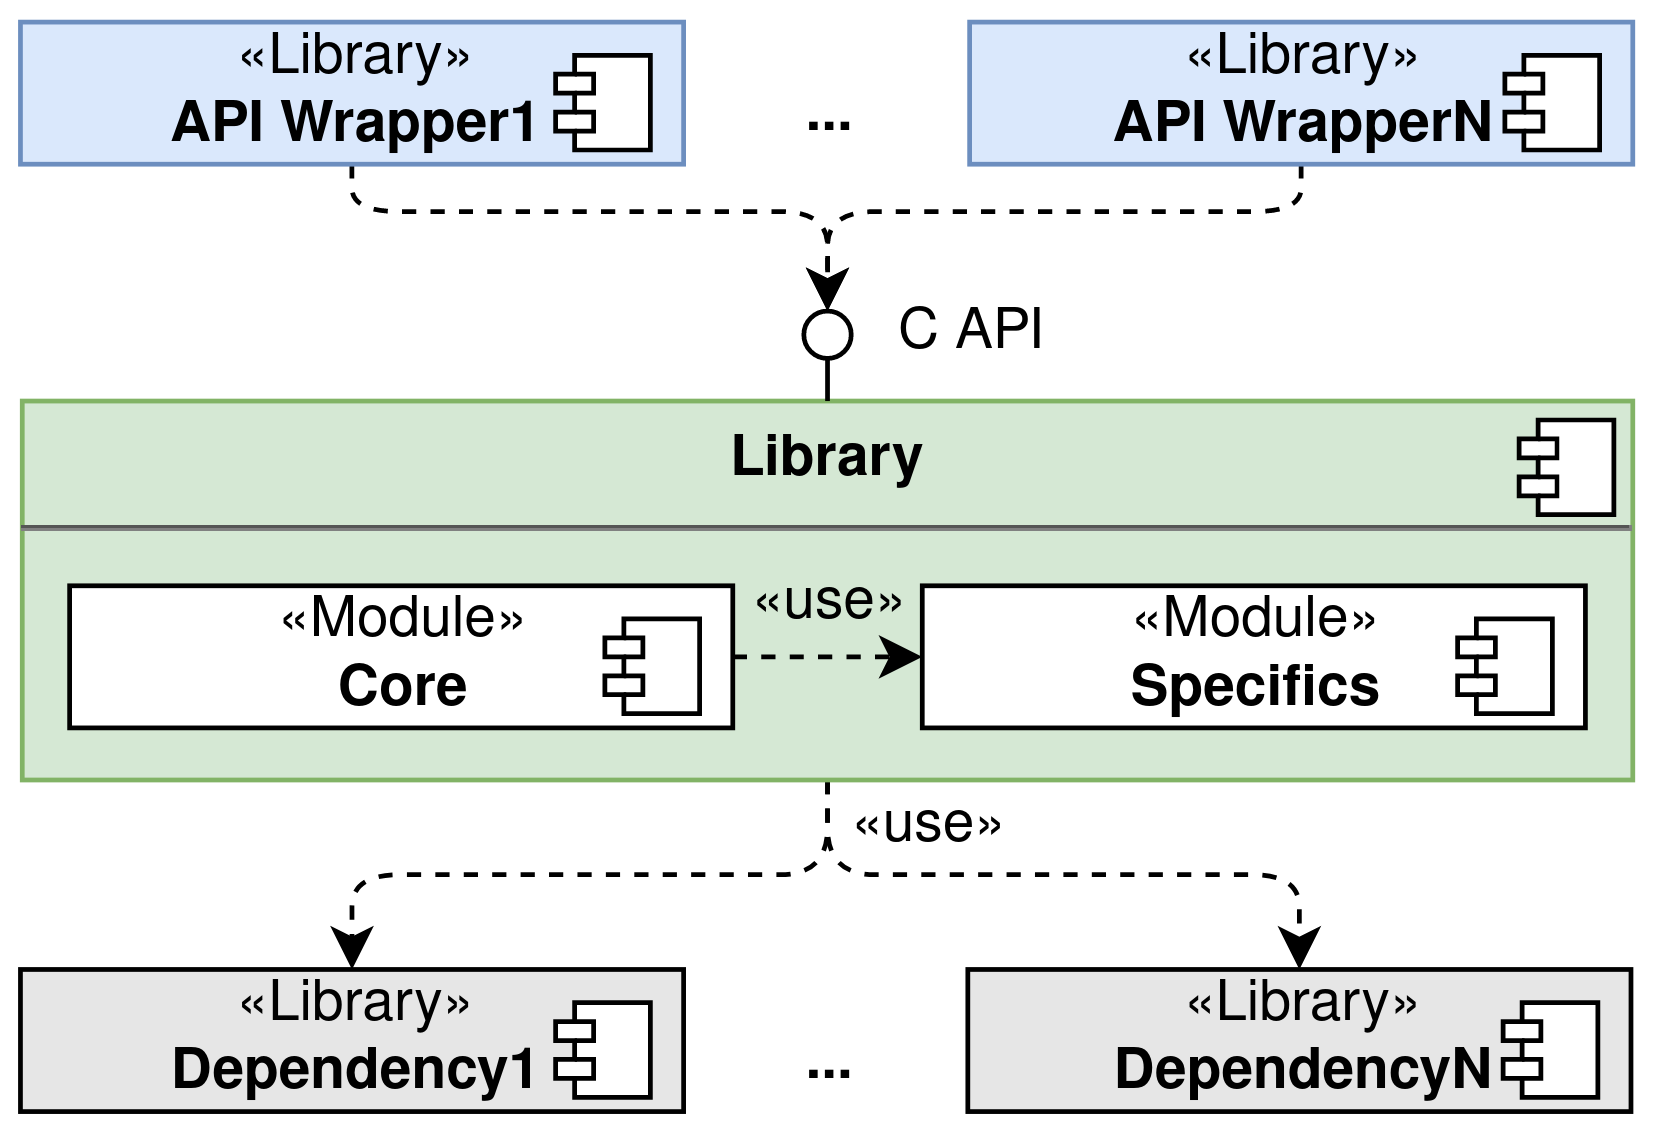 «Library»
API Wrapper1
...
«Library»
API WrapperN
C API
Library
«Module»
Core
«use»
«Module»
Specifics
«use»
«Library»
Dependency1
...
«Library»
DependencyN